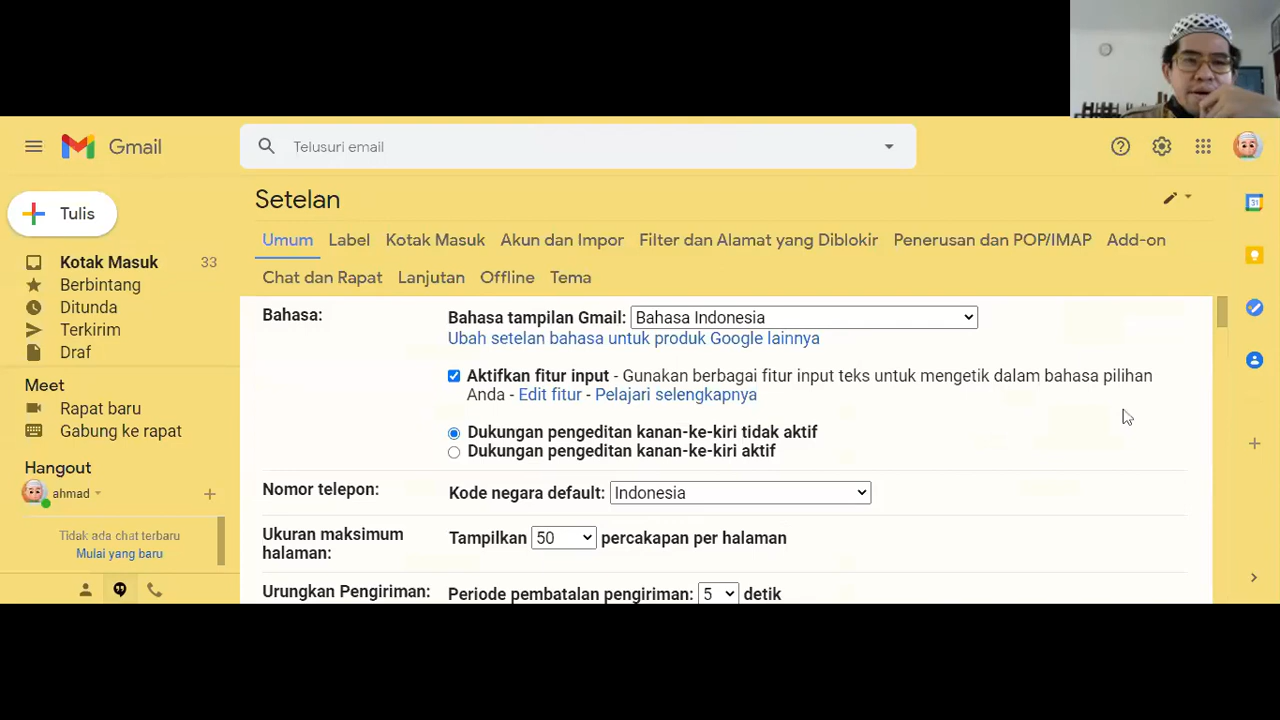 Gmail
Telusuri email
Tulis
Kotak Masuk 33
Berbintang
Ditunda
Terkirim
Draf
Meet
Rapat baru
Gabung ke rapat
Hangout
ahmad
Tidak ada chat terbaru
Mulai yang baru
Setelan
Umum Label Kotak Masuk Akun dan Impor Filter dan Alamat yang Diblokir Penerusan dan POP/IMAP Add-on
Chat dan Rapat Lanjutan Offline Tema
Bahasa: Bahasa tampilan Gmail: Bahasa Indonesia
Ubah setelan bahasa untuk produk Google lainnya
Aktifkan fitur input - Gunakan berbagai fitur input teks untuk mengetik dalam bahasa pilihan
Anda - Edit fitur - Pelajari selengkapnya
Dukungan pengeditan kanan-ke-kiri tidak aktif
Dukungan pengeditan kanan-ke-kiri aktif
Nomor telepon: Kode negara default: Indonesia
Ukuran maksimum
halaman:
Tampilkan 50 percakapan per halaman
Urungkan Pengiriman: Periode pembatalan pengiriman: 5 detik
31